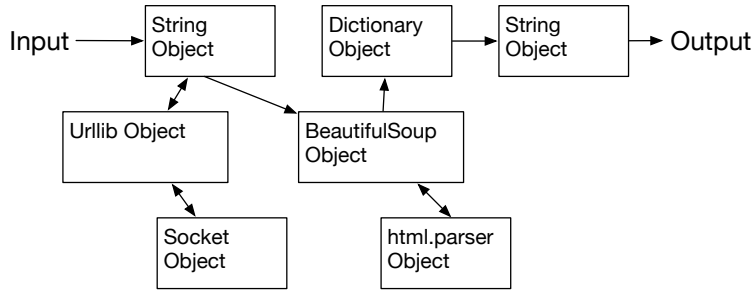 Input
String
Object
Dictionary
Object
String
Object
Output
Urllib Object
BeautifulSoup
Object
Socket
Object
html.parser
Object